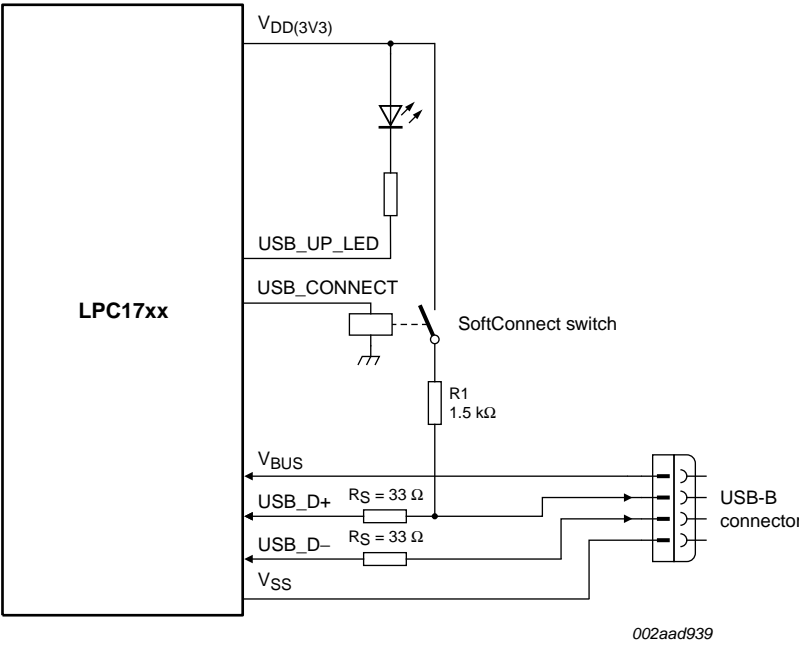 VDD(3V3)
USB_UP_LED
USB_CONNECT
LPC17xx
SoftConnect switch
R1
1.5 kΩ
VBUS
USB_D+
RS = 33 Ω
USB-B
connector
USB_D−
RS = 33 Ω
VSS
002aad939